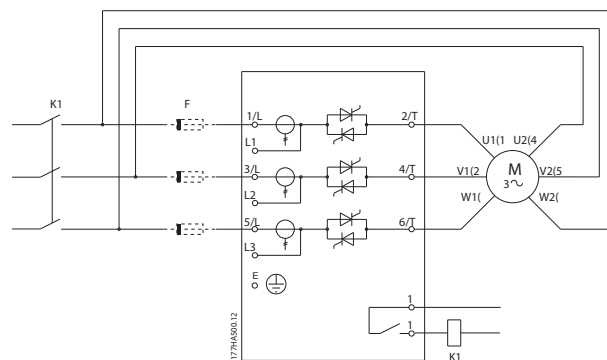 K1
F
1/L
2/T
L1
U1(1
U2(4
3/L
4/T
V1(2
M
3~
V2(5
L2
W1(
W2(
5/L
6/T
L3
E
1
1
K1
177HA500.12